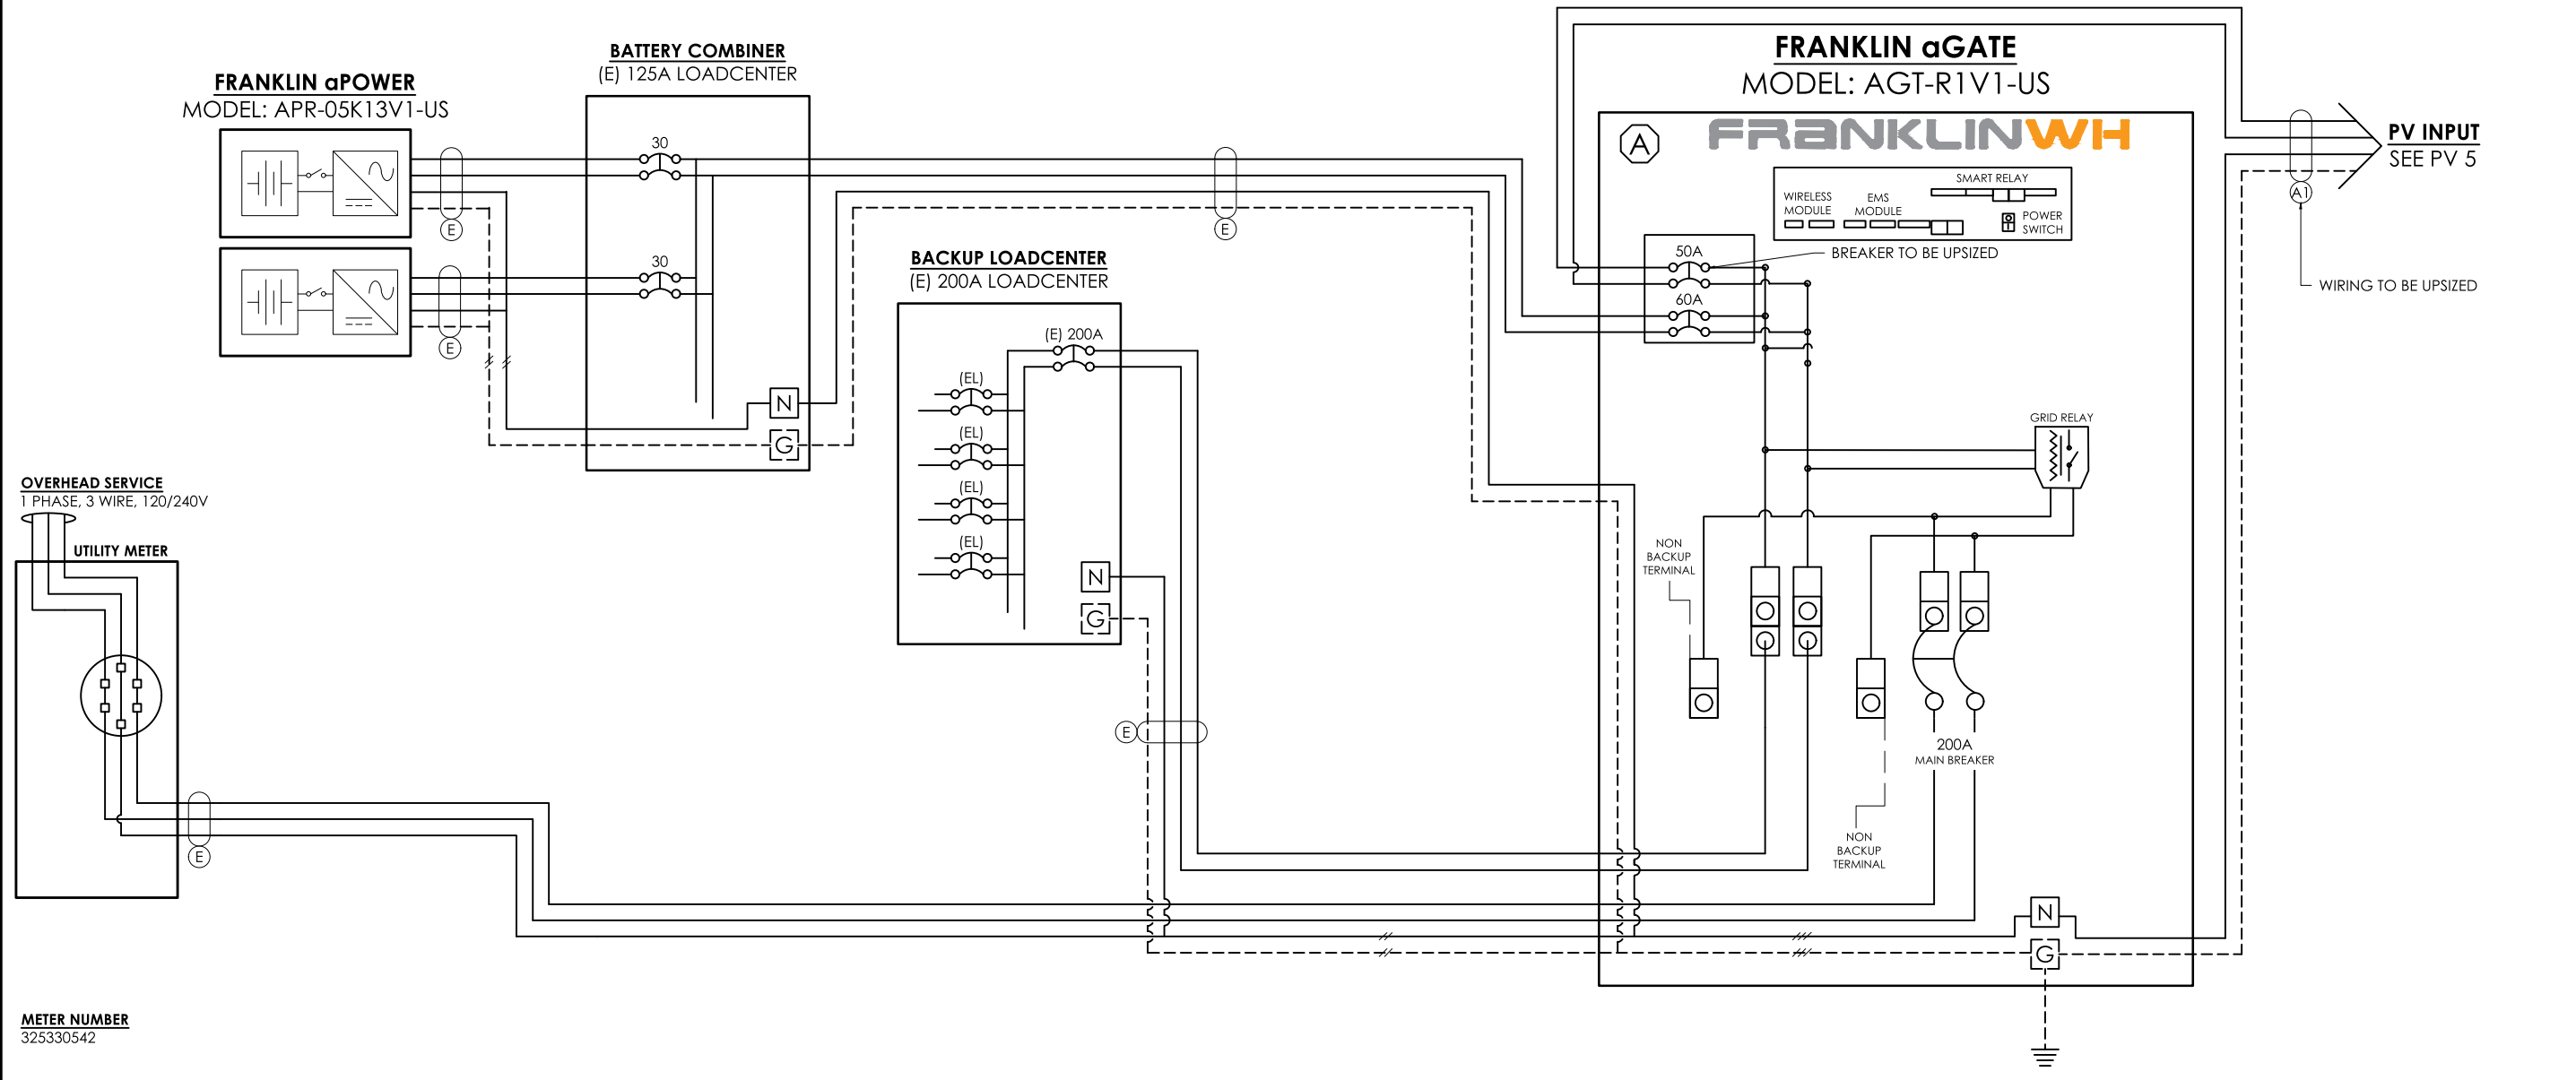 FRANKLIN aPOWER
MODEL: APR-05K13V1-US
E
E
BATTERY COMBINER
(E) 125A LOADCENTER
30
30
N
G
E
BACKUP LOADCENTER
(E) 200A LOADCENTER
(E) 200A
(EL)
(EL)
(EL)
(EL)
N
G
E
OVERHEAD SERVICE
1 PHASE, 3 WIRE, 120/240V
UTILITY METER
E
METER NUMBER
325330542
FRANKLIN aGATE
MODEL: AGT-R1V1-US
A
FRANKLINWH
WIRELESS
MODULE
EMS
MODULE
SMART RELAY
POWER
SWITCH
50A
BREAKER TO BE UPSIZED
60A
GRID RELAY
NON
BACKUP
TERMINAL
200A
MAIN BREAKER
NON
BACKUP
TERMINAL
N
G
PV INPUT
SEE PV 5
A1
WIRING TO BE UPSIZED